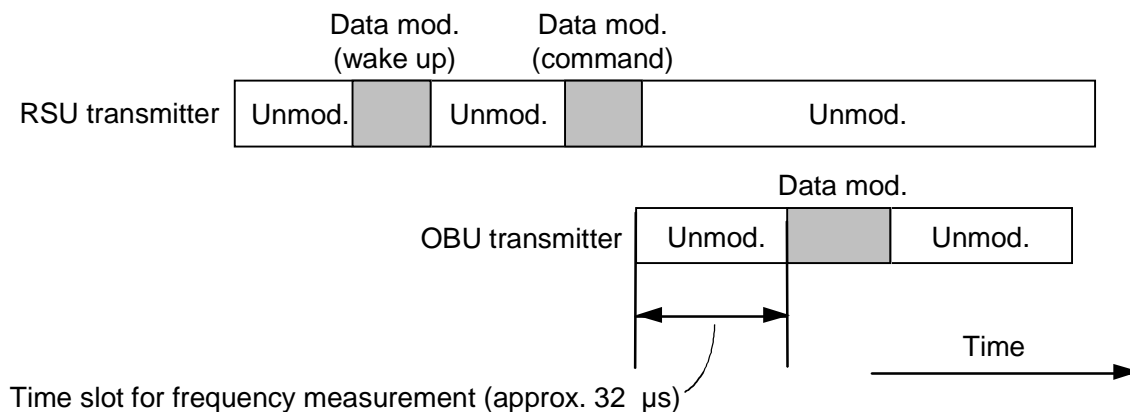 Data mod.
(wake up)
Data mod.
(command)
RSU transmitter
Unmod.
Unmod.
Unmod.
Data mod.
OBU transmitter
Unmod.
Unmod.
Time
Time slot for frequency measurement (approx. 32 µs)